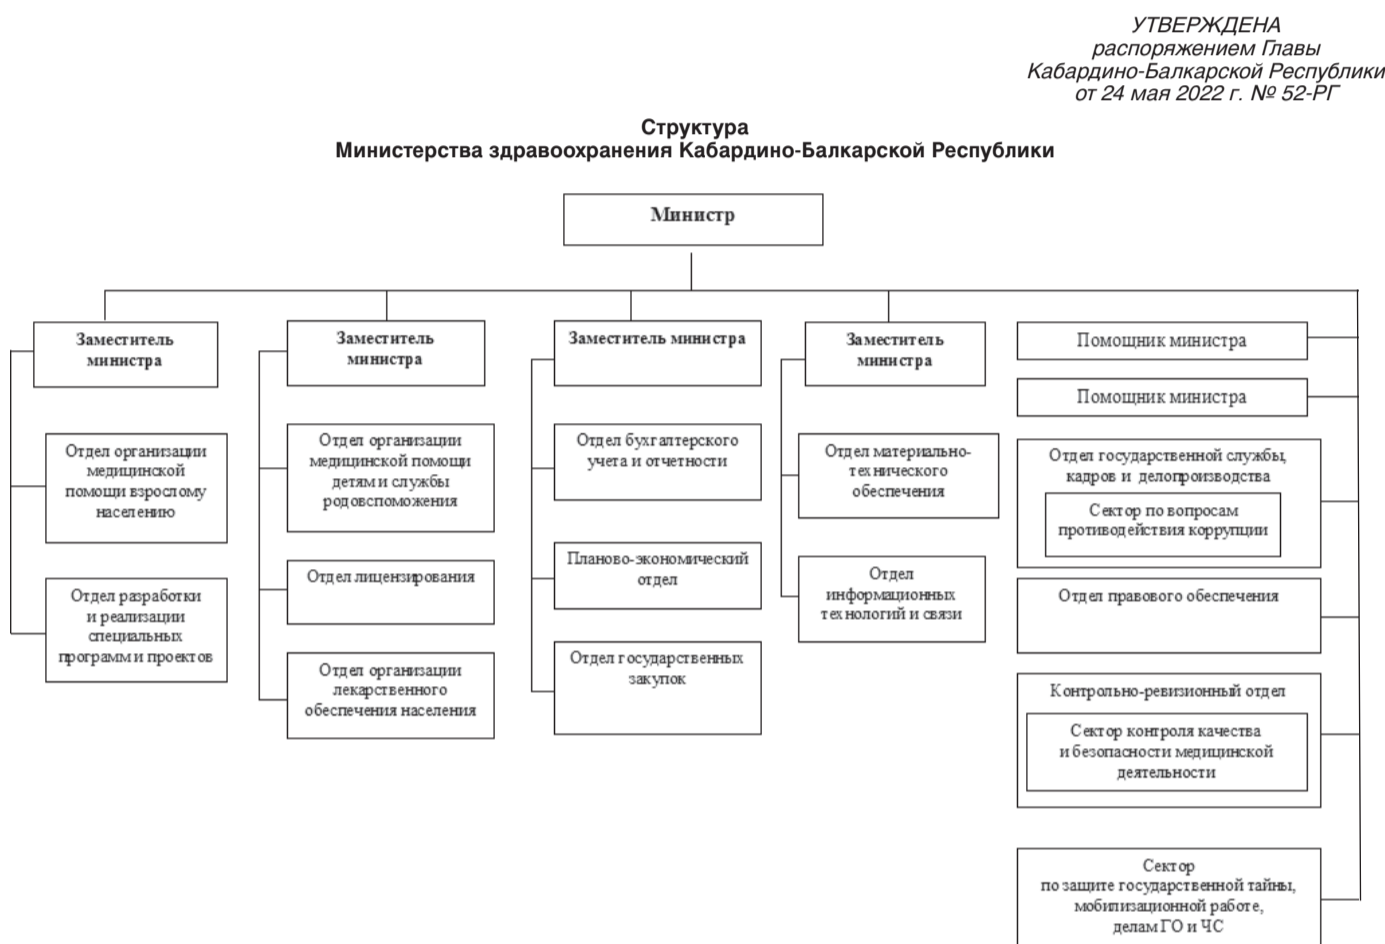 УТВЕРЖДЕНА
распоряжением Главы
Кабардино-Балкарской Республики
от 24 мая 2022 г. № 52-РГ
Структура
Министерства здравоохранения Кабардино-Балкарской Республики
Министр
Заместитель
министра
Отдел организации
медицинской
помощи взрослому
населению
Отдел разработки
и реализации
специальных
программ и проектов
Заместитель
министра
Отдел организации
медицинской помощи
детям и службы
родовспоможения
Отдел лицензирования
Отдел организации
лекарственного
обеспечения населения
Заместитель министра
Отдел бухгалтерского
учета и отчетности
Планово-экономический
отдел
Отдел государственных
закупок
Заместитель
министра
Отдел материально-
технического
обеспечения
Отдел
информационных
технологий и связи
Помощник министра
Помощник министра
Отдел государственной службы,
кадров и делопроизводства
Сектор по вопросам
противодействия коррупции
Отдел правового обеспечения
Контрольно-ревизионный отдел
Сектор контроля качества
и безопасности медицинской
деятельности
Сектор
по защите государственной тайны,
мобилизационной работе,
делам ГО и ЧС